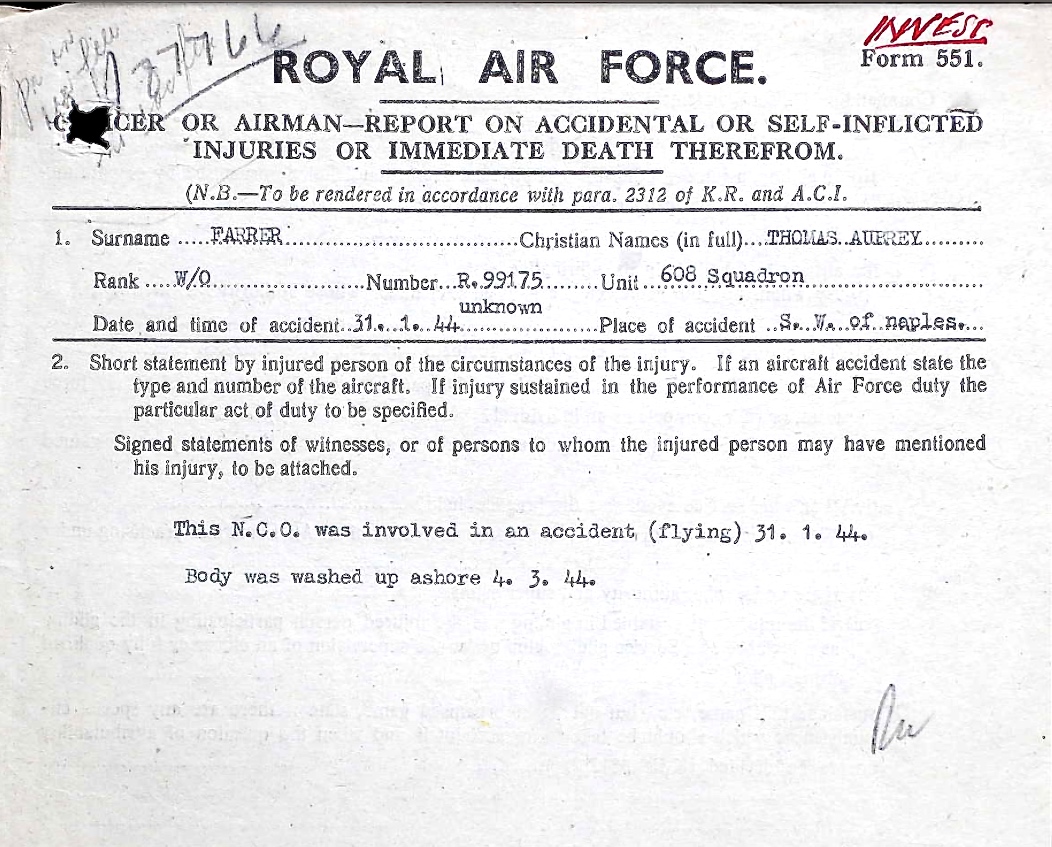 INVEST
ROYAL AIR FORCE.
Form 551.
OFFICER OR AIRMAN—REPORT ON ACCIDENTAL OR SELF-INFLICTED
INJURIES OR IMMEDIATE DEATH THEREFROM.
(N.B.—To be rendered in accordance with para. 2312 of K.R. and A.C.I.
1. Surname .....FARRER..............................Christian Names (in full)....THOMAS AUBREY..........
Rank .....W/O......................Number...R.99175.........Unit ..608 Squadron
unknown
Date and time of accident..31. 1. 44......................Place of accident ..S. W. of naples....
2. Short statement by injured person of the circumstances of the injury. If an aircraft accident state the
type and number of the aircraft. If injury sustained in the performance of Air Force duty the
particular act of duty to be specified.
Signed statements of witnesses, or of persons to whom the injured person may have mentioned
his injury, to be attached.
This N.C.O. was involved in an accident (flying) 31. 1. 44.
Body was washed up ashore 4. 3. 44.